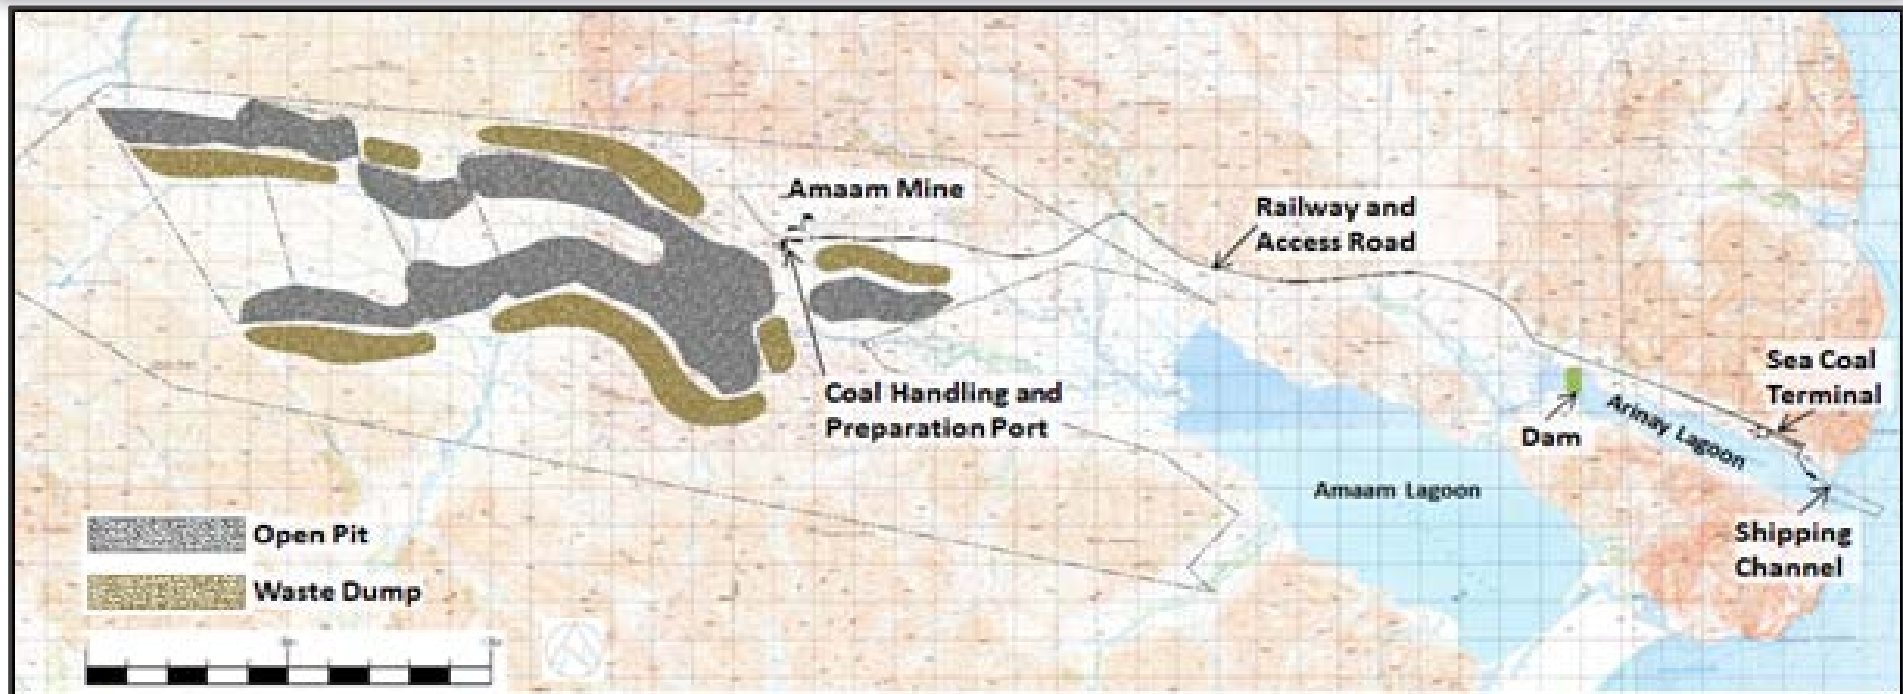 Amaam Mine
Railway and
Access Road
Sea Coal
Terminal
Coal Handling and
Preparation Port
Dam
Arinay Lagoon
Amaam Lagoon
Shipping
Channel
Open Pit
Waste Dump